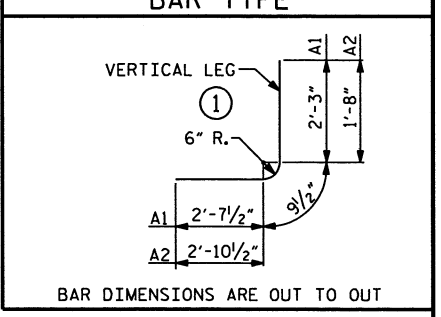 BAR TYPE
A1
A2
VERTICAL LEG
1
2'-3"
1'-8"
6" R.
9½"
A1 2'-7½"
A2 2'-10½"
BAR DIMENSIONS ARE OUT TO OUT